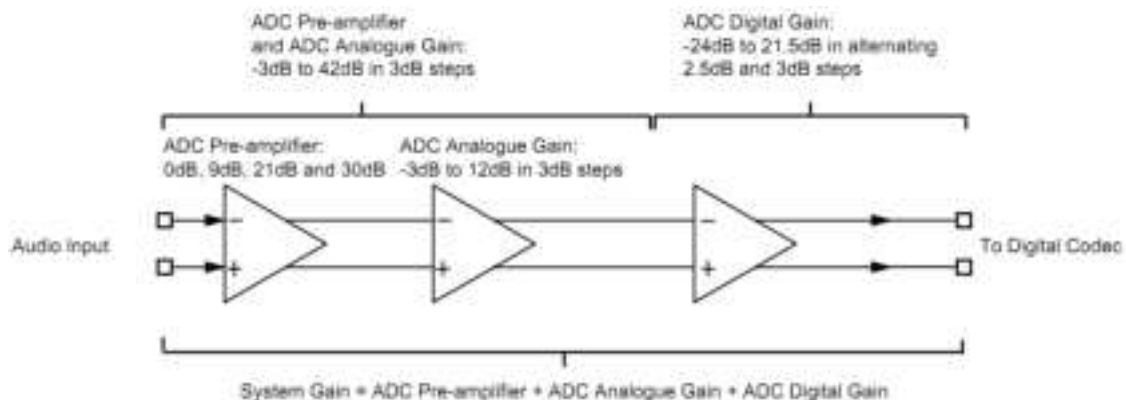 ADC Pre-amplifier
and ADC Analogue Gain:
-3dB to 42dB in 3dB steps
ADC Digital Gain:
-24dB to 21.5dB in alternating
2.5dB and 3dB steps
ADC Pre-amplifier:
0dB, 9dB, 21dB and 30dB
ADC Analogue Gain:
-3dB to 12dB in 3dB steps
Audio Input
- - -
+ + +
To Digital Codec
System Gain = ADC Pre-amplifier + ADC Analogue Gain + ADC Digital Gain